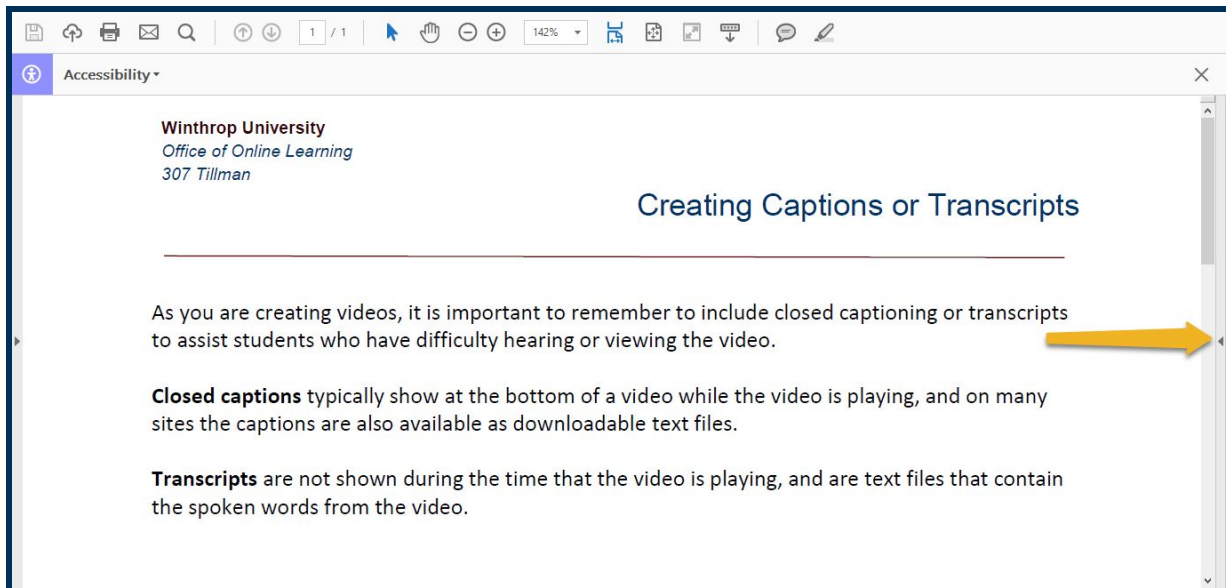 1 / 1 142%
Accessibility
Winthrop University
Office of Online Learning
307 Tillman
Creating Captions or Transcripts
As you are creating videos, it is important to remember to include closed captioning or transcripts
to assist students who have difficulty hearing or viewing the video.
Closed captions typically show at the bottom of a video while the video is playing, and on many
sites the captions are also available as downloadable text files.
Transcripts are not shown during the time that the video is playing, and are text files that contain
the spoken words from the video.